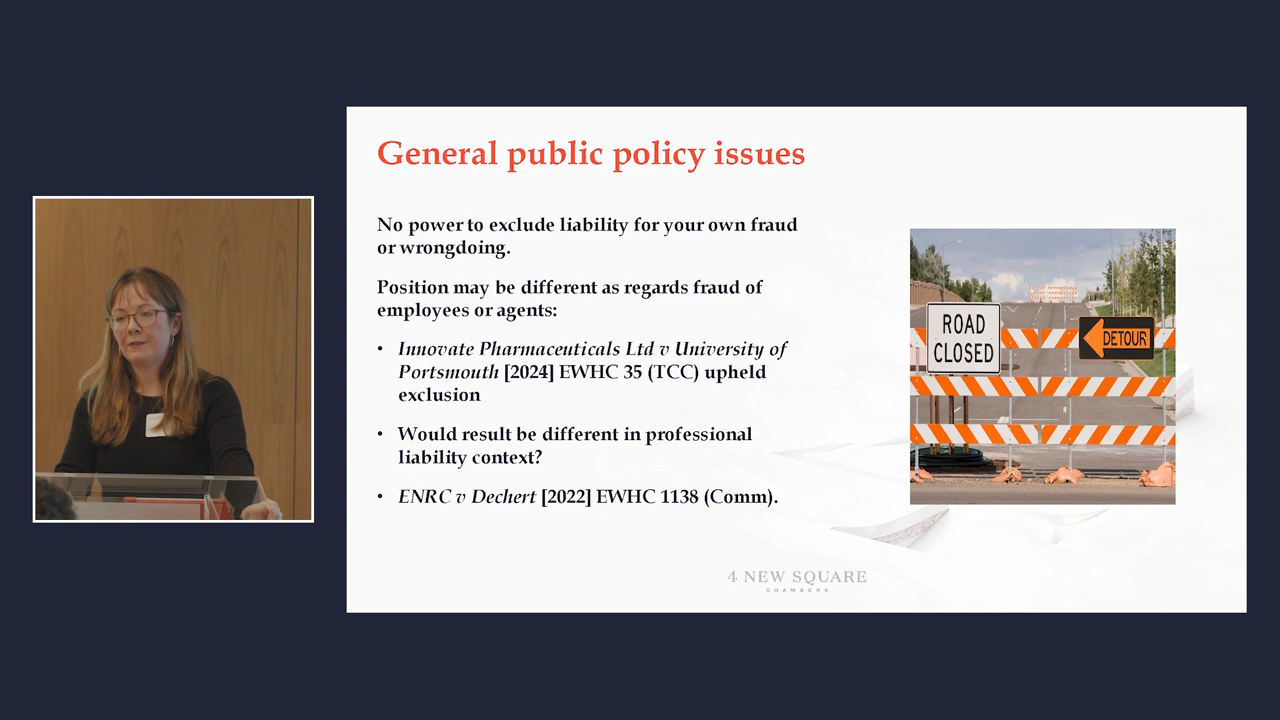 General public policy issues
No power to exclude liability for your own fraud
or wrongdoing.
Position may be different as regards fraud of
employees or agents:
• Innovate Pharmaceuticals Ltd v University of
Portsmouth [2024] EWHC 35 (TCC) upheld
exclusion
• Would result be different in professional
liability context?
• ENRC v Dechert [2022] EWHC 1138 (Comm).
ROAD
CLOSED
DETOUR
4 NEW SQUARE
CHAMBERS